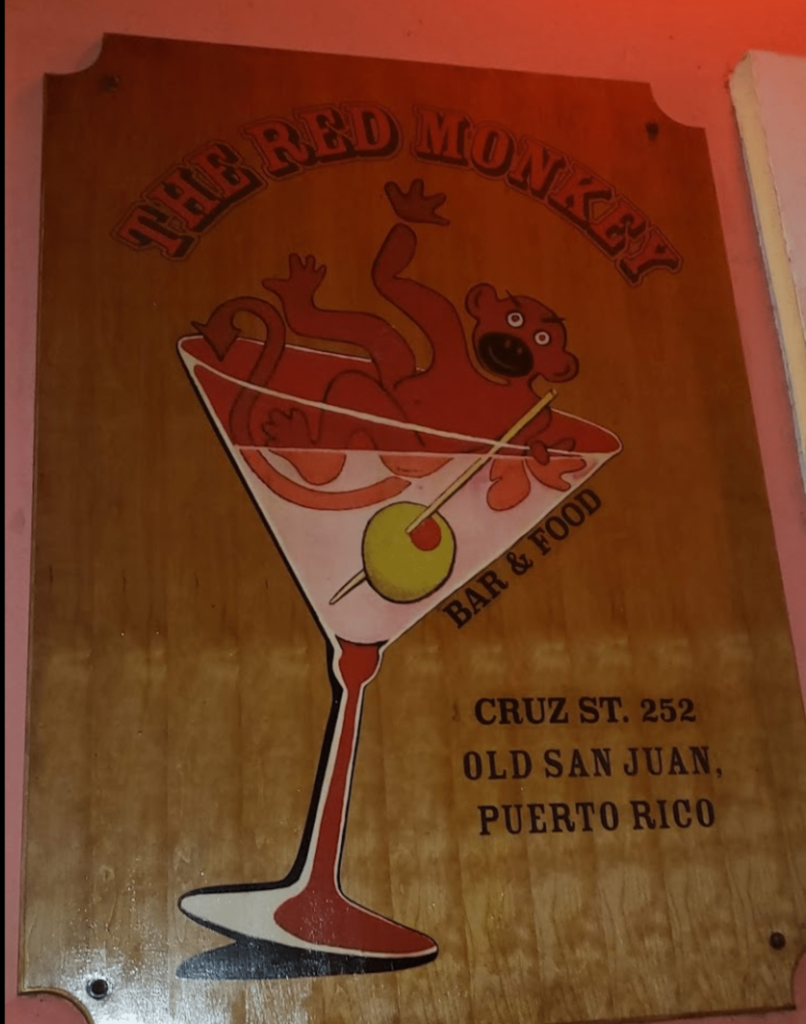 THE RED MONKEY
BAR & FOOD
CRUZ ST. 252
OLD SAN JUAN,
PUERTO RICO